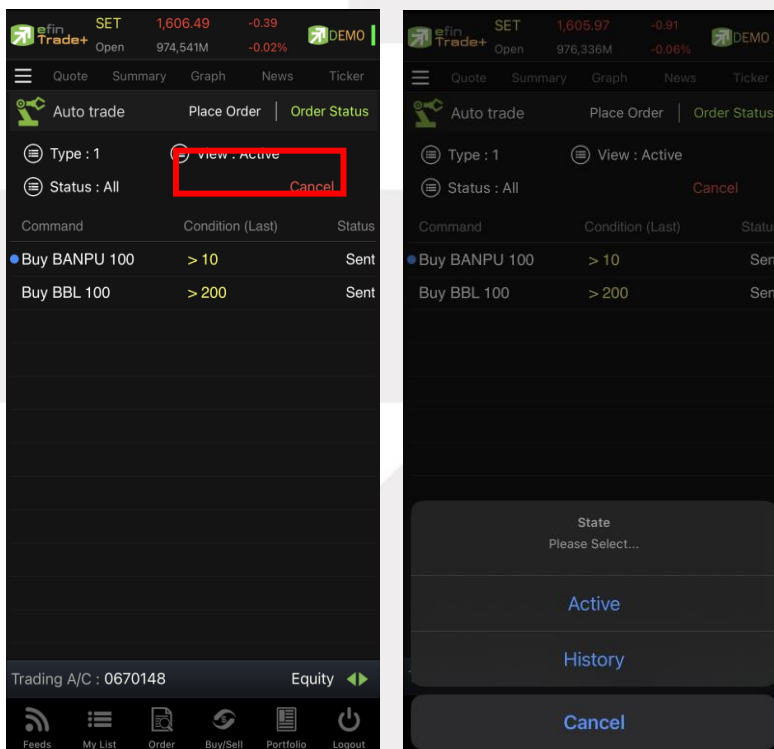 efin Trade+ SET 1,606.49 -0.39 DEMO
Open 974,541M -0.02%
Quote Summary Graph News Ticker
Auto trade Place Order Order Status
Type : 1 View : Active
Status : All Cancel
Command Condition (Last) Status
Buy BANPU 100 > 10 Sent
Buy BBL 100 > 200 Sent
Trading A/C : 0670148 Equity
Feeds My List Order Buy/Sell Portfolio Logout
efin Trade+ SET 1,605.97 -0.91 DEMO
Open 976,336M -0.06%
Quote Summary Graph News Ticker
Auto trade Place Order Order Status
Type : 1 View : Active
Status : All Cancel
Command Condition (Last) Statu
Buy BANPU 100 > 10 Sen
Buy BBL 100 > 200 Sen
State
Please Select...
Active
History
Cancel